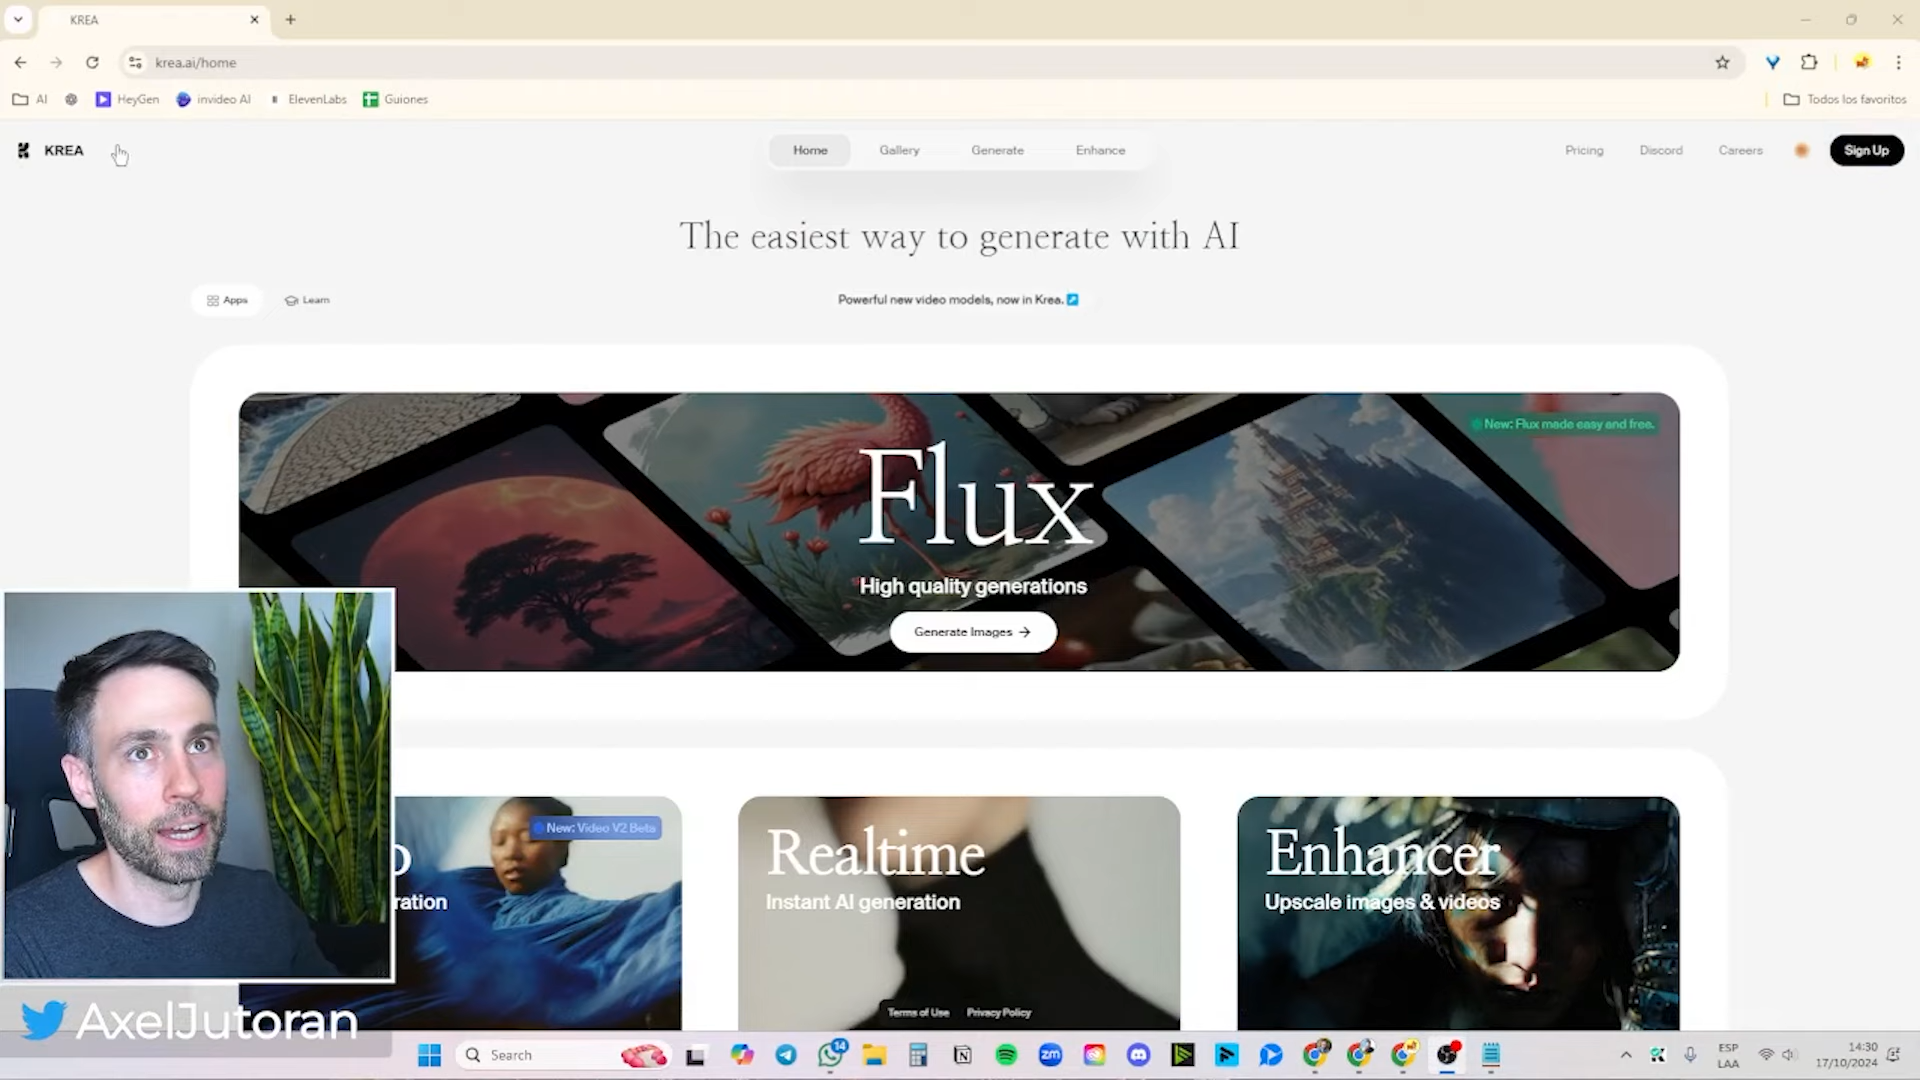 KREA
krea.ai/home
AI
HeyGen
invideo AI
ElevenLabs
Guiones
Todos los favoritos
KREA
Home
Gallery
Generate
Enhance
Pricing
Discord
Careers
Sign Up
The easiest way to generate with AI
Apps
Learn
Powerful new video models, now in Krea.
New: Flux made easy and free.
Flux
High quality generations
Generate Images →
New: Video V2 Beta
o
ration
Realtime
Instant AI generation
Enhancer
Upscale images & videos
Terms of Use
Privacy Policy
AxelJutoran
Search
14
zm
ESP
LAA
14:30
17/10/2024